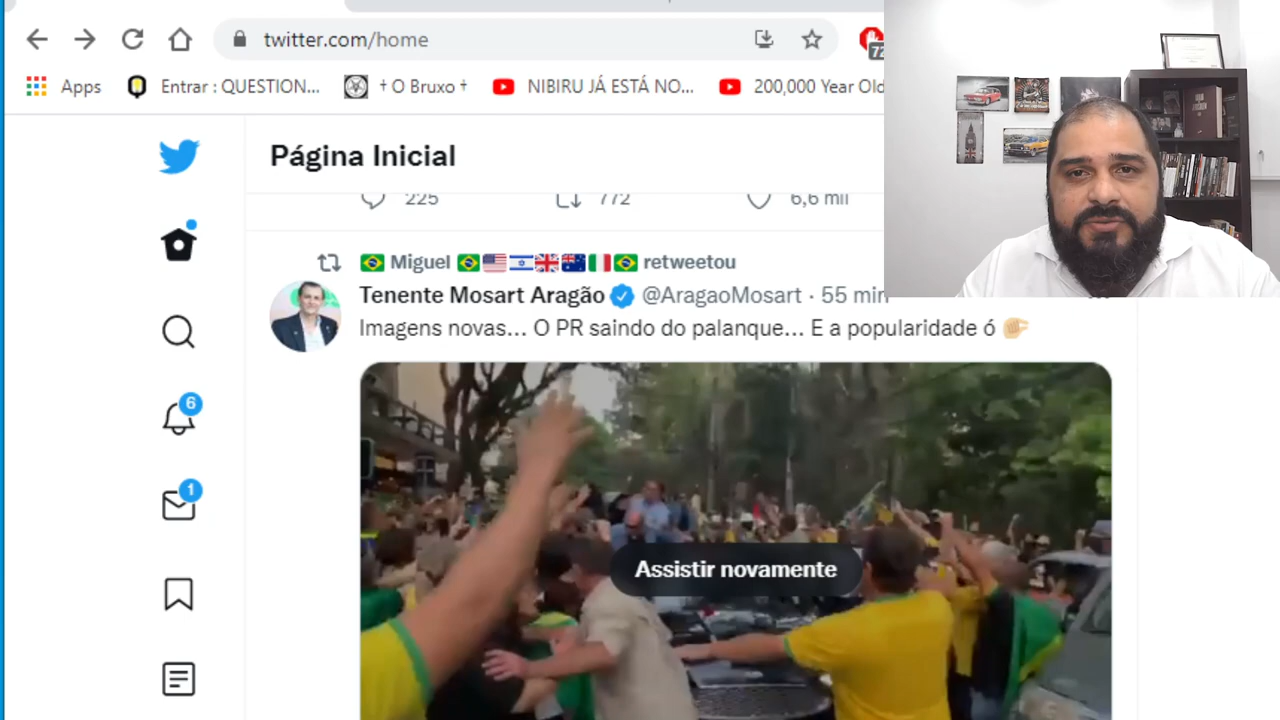 twitter.com/home
72
Apps
Entrar : QUESTION...
† O Bruxo †
NIBIRU JÁ ESTÁ NO...
200,000 Year Old
Página Inicial
225
772
6,6 mil
Miguel retweetou
Tenente Mosart Aragão @AragaoMosart · 55 min
Imagens novas... O PR saindo do palanque... E a popularidade ó
6
1
Assistir novamente